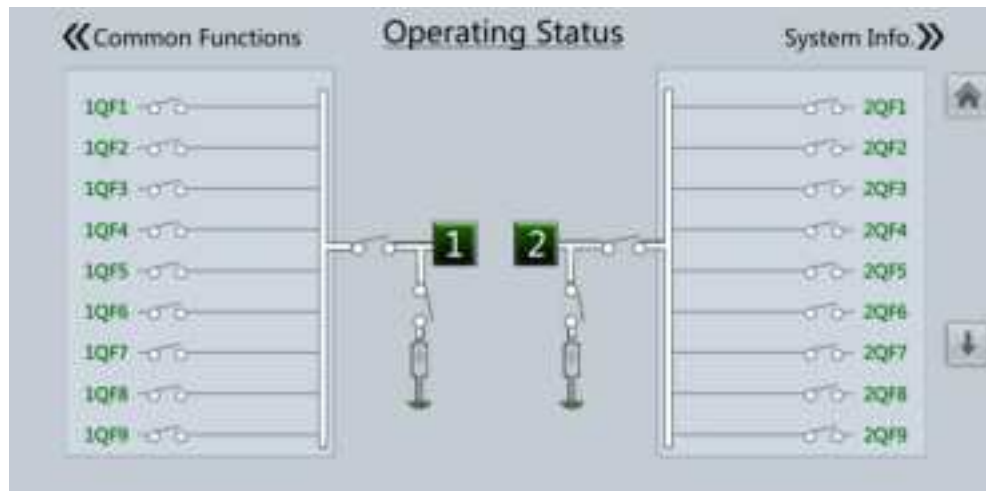 Common Functions
Operating Status
System Info.
1QF1
1QF2
1QF3
1QF4
1QF5
1QF6
1QF7
1QF8
1QF9
1
2
2QF1
2QF2
2QF3
2QF4
2QF5
2QF6
2QF7
2QF8
2QF9